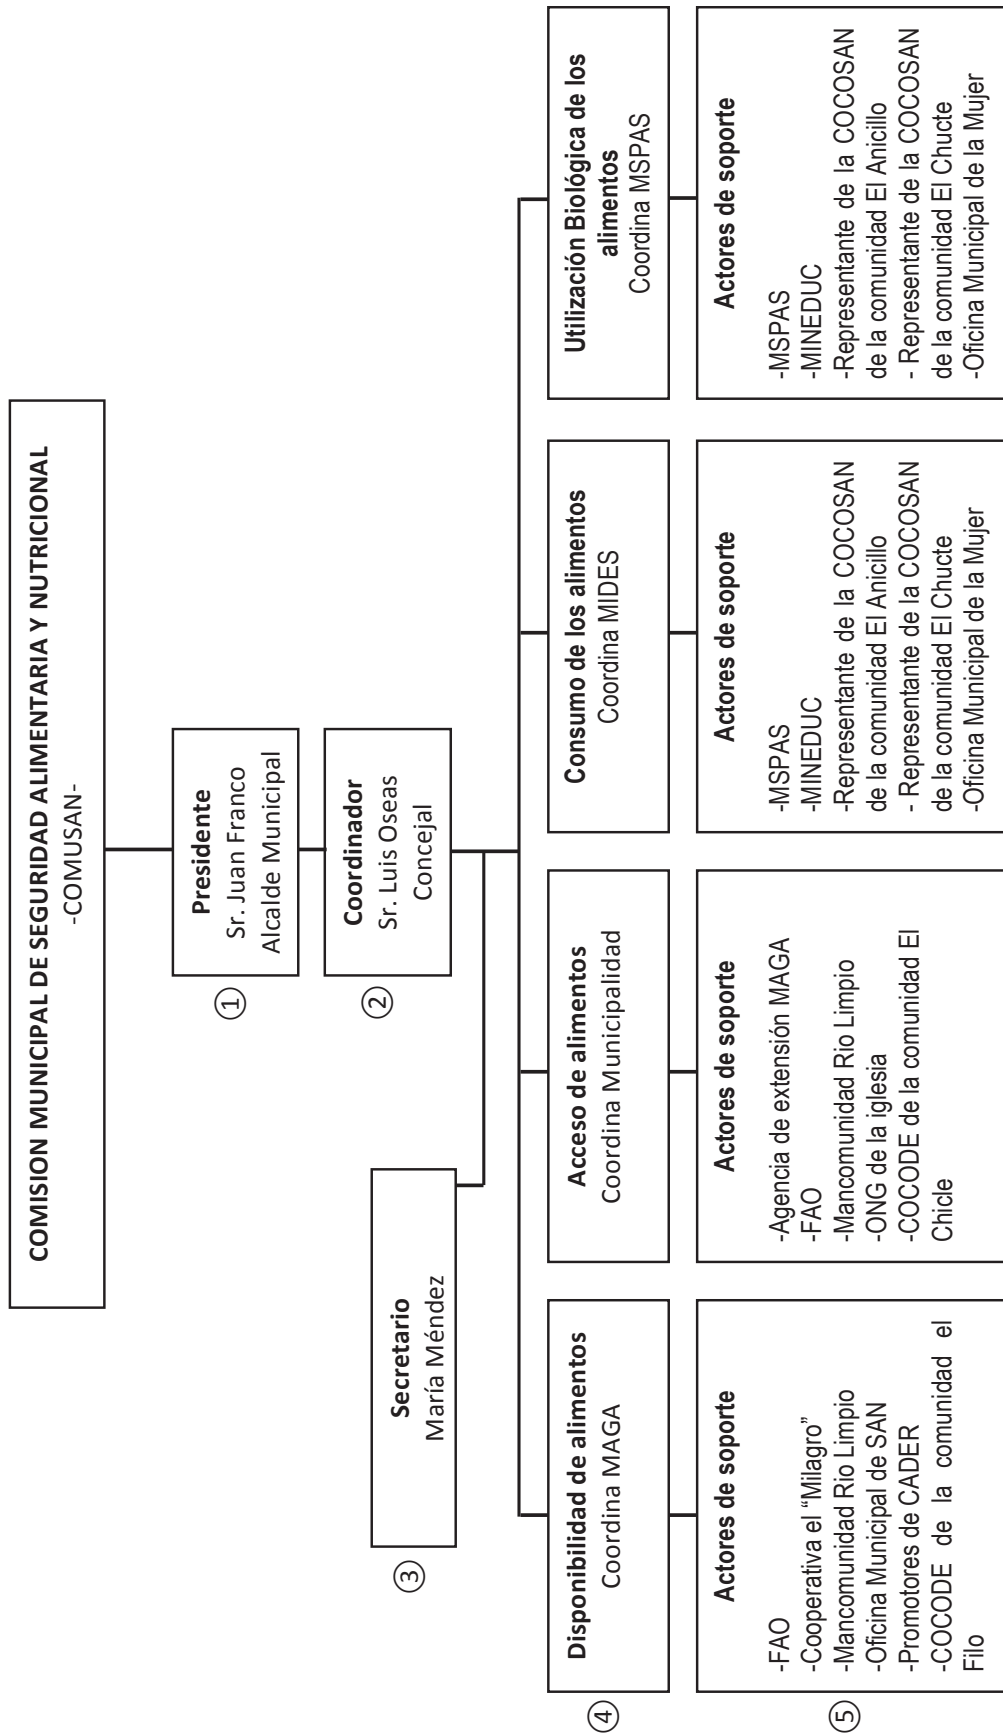 COMISION MUNICIPAL DE SEGURIDAD ALIMENTARIA Y NUTRICIONAL
-COMUSAN-
①
Presidente
Sr. Juan Franco
Alcalde Municipal
②
Coordinador
Sr. Luis Oseas
Concejal
③
Secretario
María Méndez
④
Disponibilidad de alimentos
Coordina MAGA
Acceso de alimentos
Coordina Municipalidad
Consumo de los alimentos
Coordina MIDES
Utilización Biológica de los
alimentos
Coordina MSPAS
⑤
Actores de soporte
-FAO
-Cooperativa el “Milagro”
-Mancomunidad Rio Limpio
-Oficina Municipal de SAN
-Promotores de CADER
-COCODE de la comunidad el
Filo
Actores de soporte
-Agencia de extensión MAGA
-FAO
-Mancomunidad Rio Limpio
-ONG de la iglesia
-COCODE de la comunidad El
Chicle
Actores de soporte
-MSPAS
-MINEDUC
-Representante de la COCOSAN
de la comunidad El Anicillo
- Representante de la COCOSAN
de la comunidad El Chucte
-Oficina Municipal de la Mujer
Actores de soporte
-MSPAS
-MINEDUC
-Representante de la COCOSAN
de la comunidad El Anicillo
- Representante de la COCOSAN
de la comunidad El Chucte
-Oficina Municipal de la Mujer